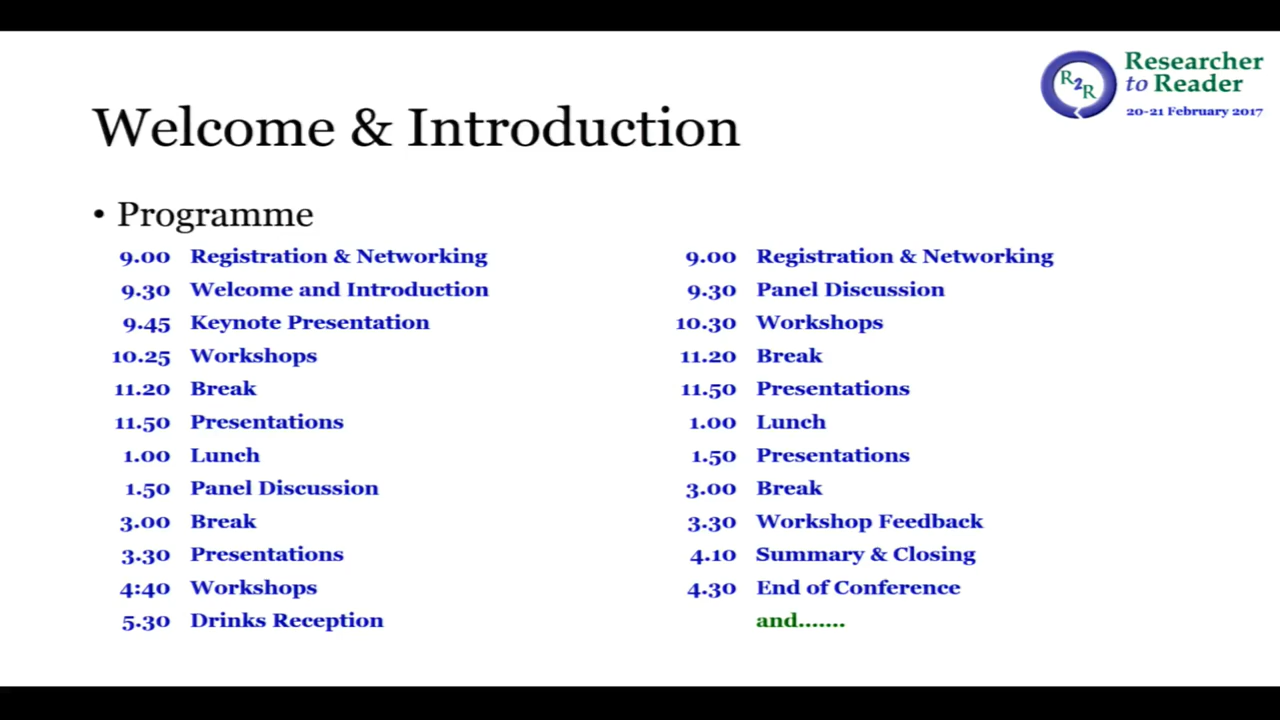 R2R
Researcher
to Reader
20-21 February 2017
Welcome & Introduction
• Programme
9.00 Registration & Networking
9.30 Welcome and Introduction
9.45 Keynote Presentation
10.25 Workshops
11.20 Break
11.50 Presentations
1.00 Lunch
1.50 Panel Discussion
3.00 Break
3.30 Presentations
4:40 Workshops
5.30 Drinks Reception
9.00 Registration & Networking
9.30 Panel Discussion
10.30 Workshops
11.20 Break
11.50 Presentations
1.00 Lunch
1.50 Presentations
3.00 Break
3.30 Workshop Feedback
4.10 Summary & Closing
4.30 End of Conference
and.......